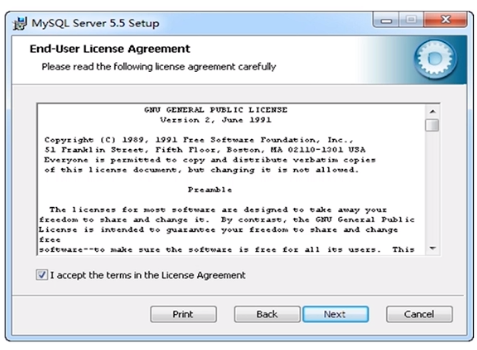 MySQL Server 5.5 Setup
End-User License Agreement
Please read the following license agreement carefully
GNU GENERAL PUBLIC LICENSE
Version 2, June 1991
Copyright (C) 1989, 1991 Free Software Foundation, Inc.,
51 Franklin Street, Fifth Floor, Boston, MA 02110-1301 USA
Everyone is permitted to copy and distribute verbatim copies
of this license document, but changing it is not allowed.
Preamble
The licenses for most software are designed to take away your
freedom to share and change it. By contrast, the GNU General Public
License is intended to guarantee your freedom to share and change
free
software--to make sure the software is free for all its users. This
I accept the terms in the License Agreement
Print Back Next Cancel